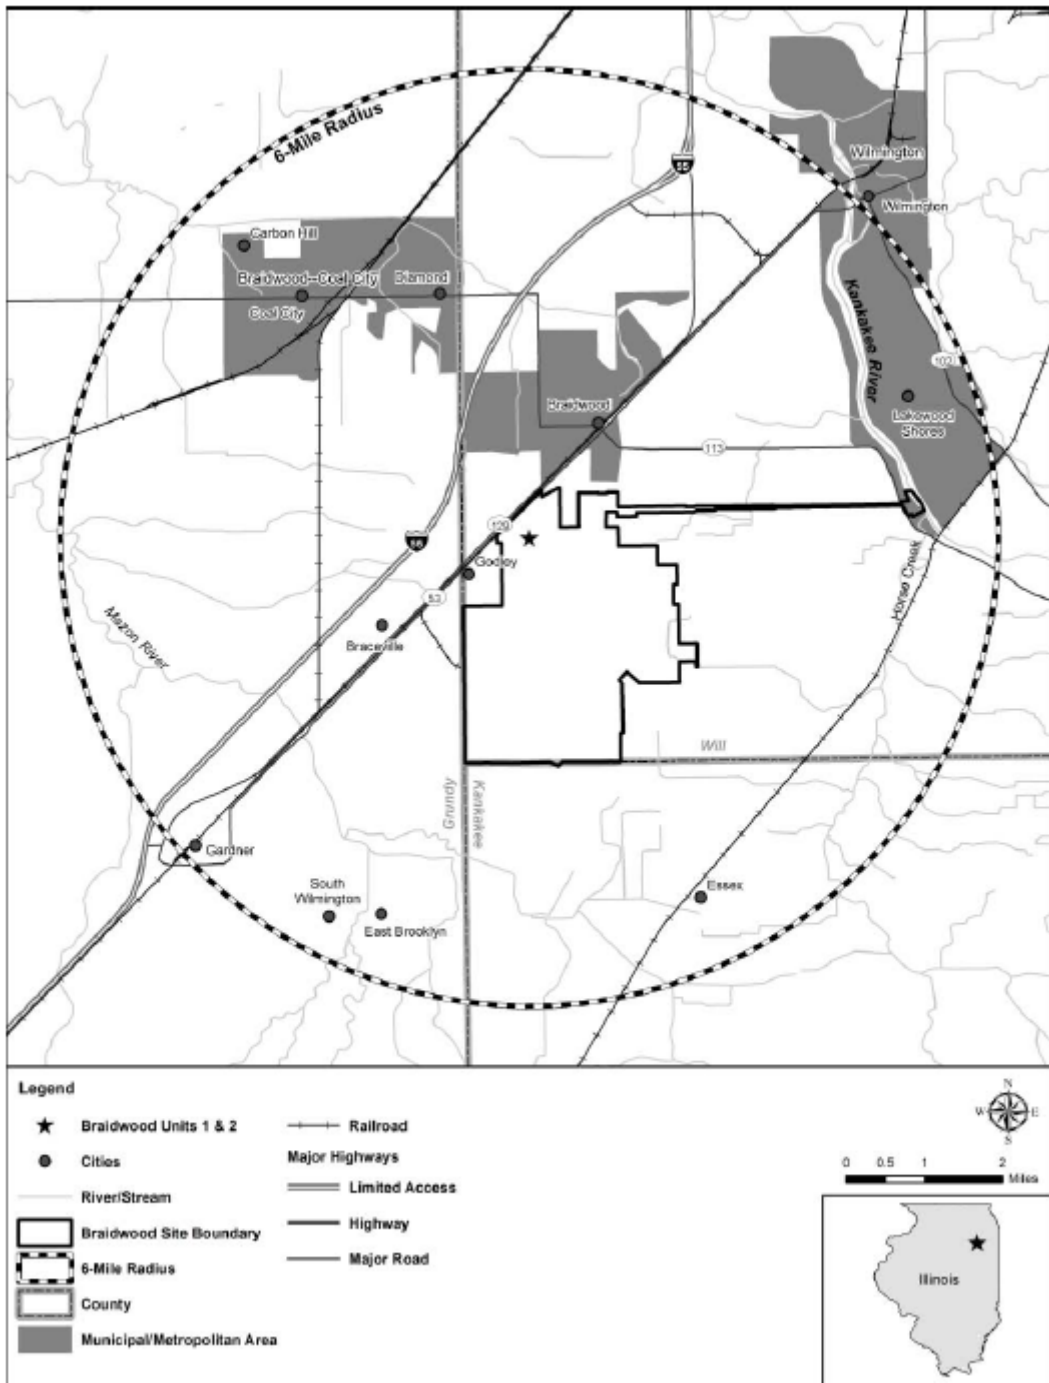 6-Mile Radius
55
Wilmington
Wilmington
Carbon Hill
Braidwood--Coal City
Diamond
Coal City
Kankakee River
102
Lakewood
Shores
Braidwood
113
129
55
Godley
53
Horse Creek
Mazon River
Braceville
Will
Grundy
Kankakee
Gardner
South
Wilmington
East Brooklyn
Essex
Legend
Braidwood Units 1 & 2
Cities
River/Stream
Braidwood Site Boundary
6-Mile Radius
County
Municipal/Metropolitan Area
Railroad
Major Highways
Limited Access
Highway
Major Road
N
W
E
S
0 0.5 1 2
Miles
Illinois